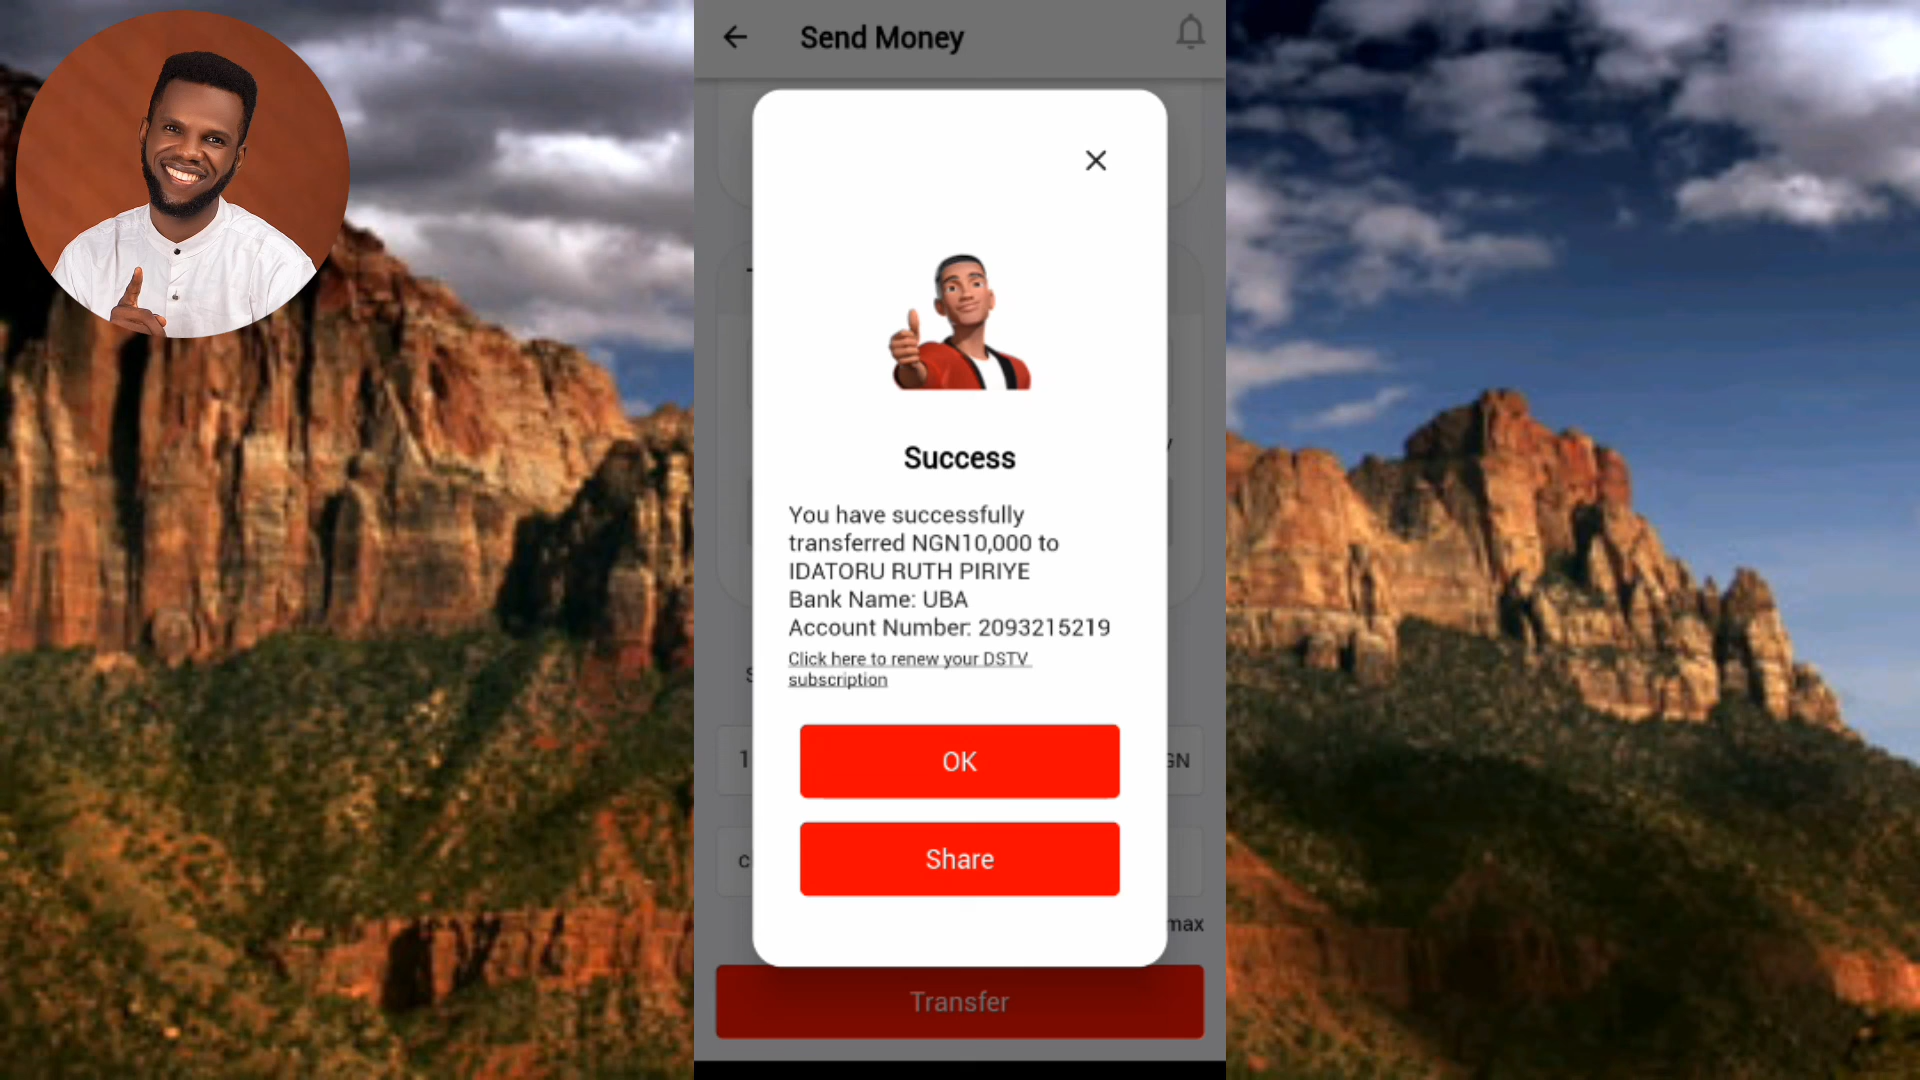 Send Money
Success
You have successfully
transferred NGN10,000 to
IDATORU RUTH PIRIYE
Bank Name: UBA
Account Number: 2093215219
Click here to renew your DSTV
subscription
OK
Share
max
Transfer